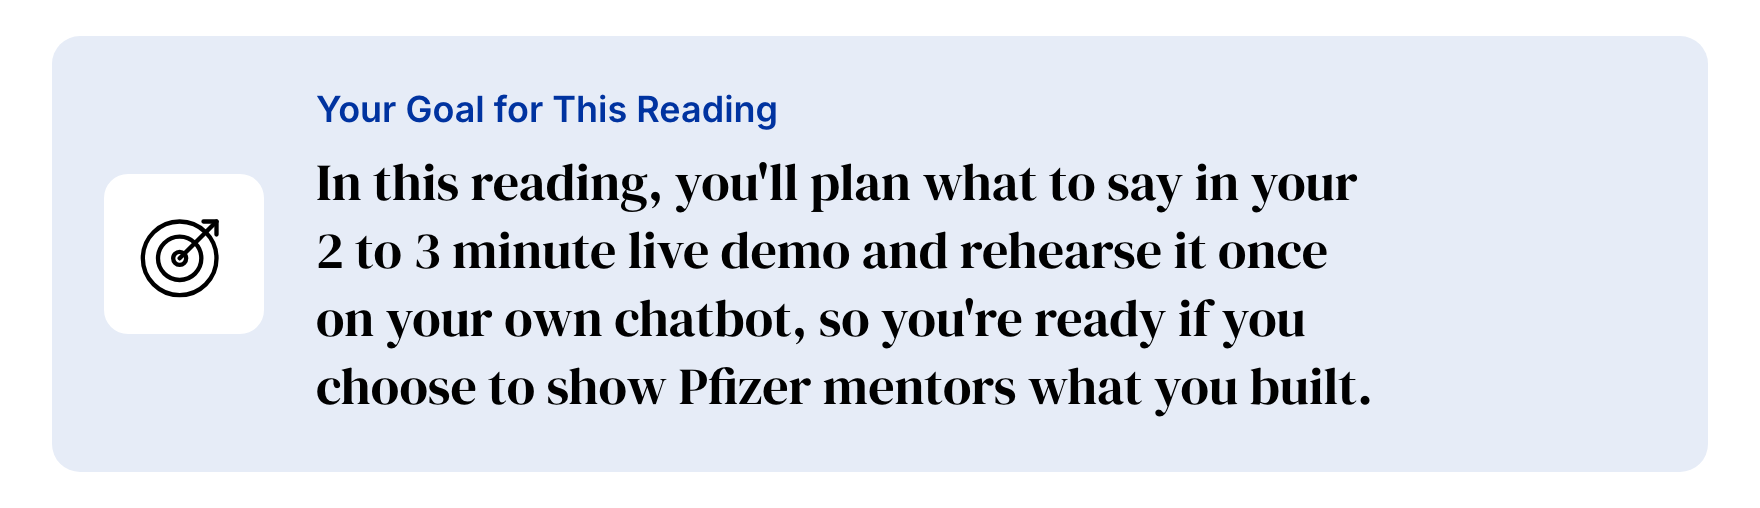 Your Goal for This Reading
In this reading, you'll plan what to say in your
2 to 3 minute live demo and rehearse it once
on your own chatbot, so you're ready if you
choose to show Pfizer mentors what you built.